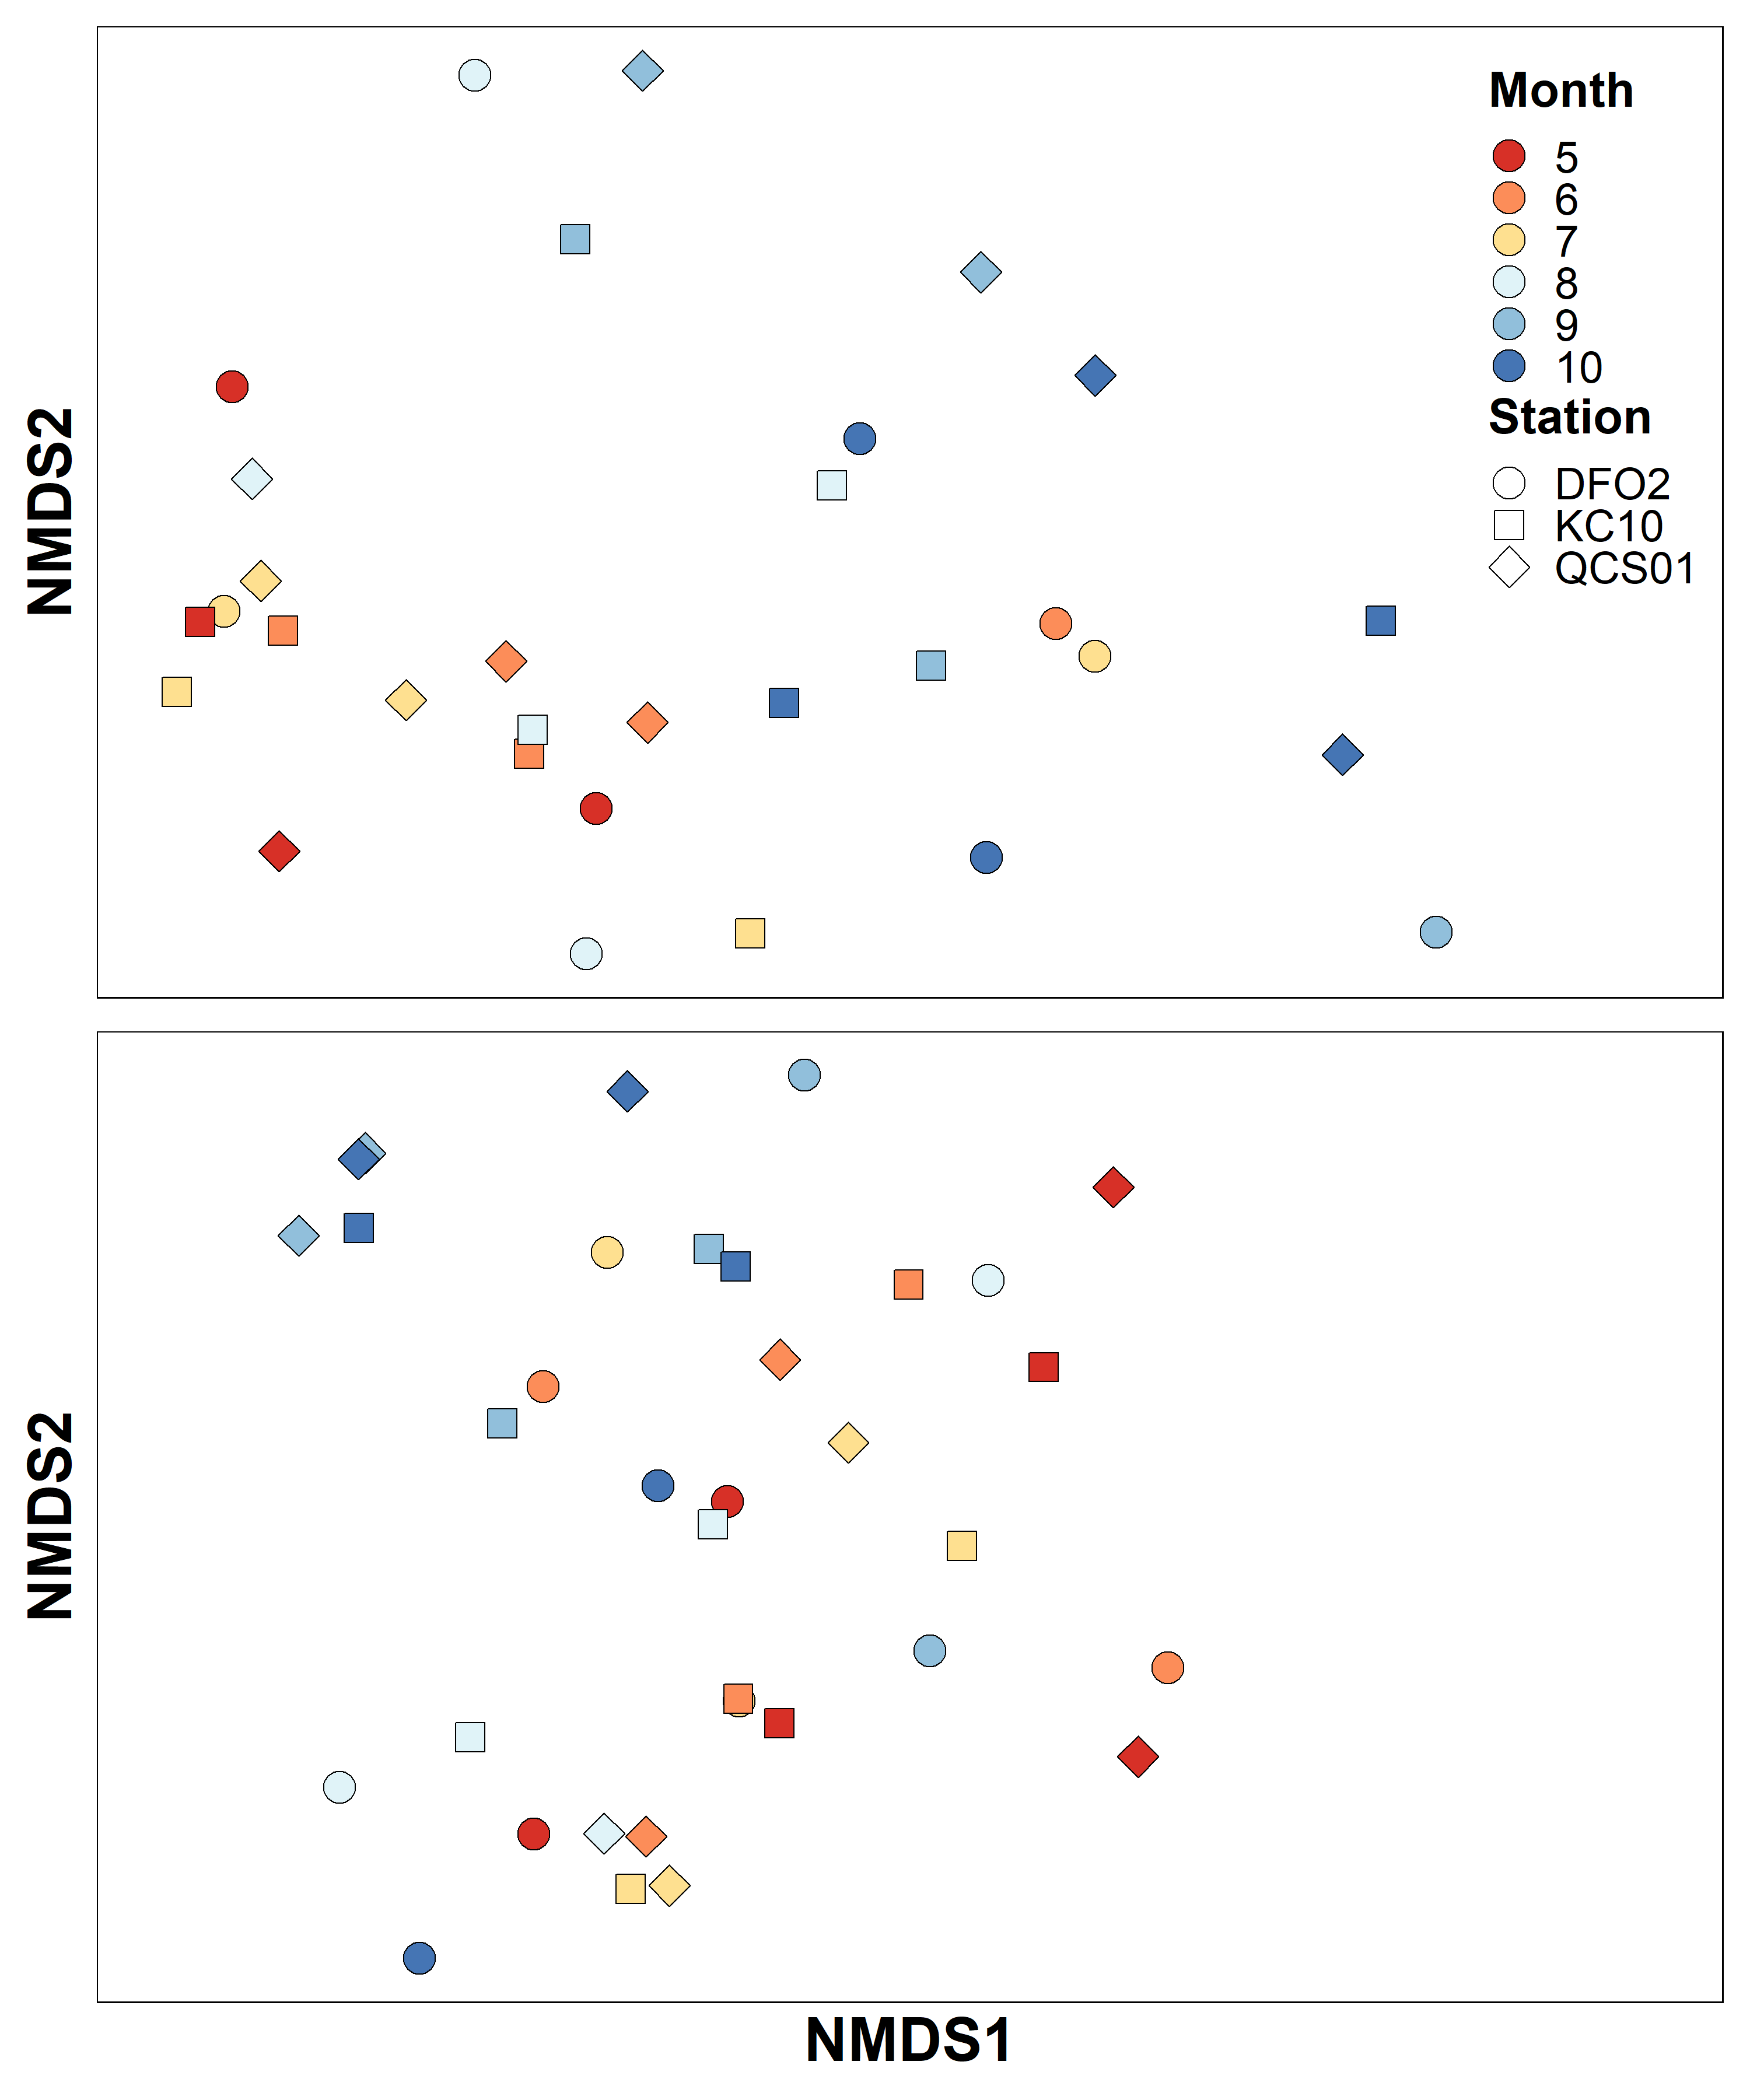 NMDS2
Month
5
6
7
8
9
10
Station
DFO2
KC10
QCS01
NMDS2
NMDS1